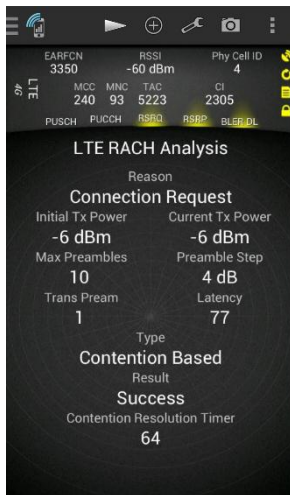 EARFCN RSSI Phy Cell ID
3350 -60 dBm 4
4G LTE
MCC MNC TAC CI
240 93 5223 2305
PUSCH PUCCH RSRQ RSRP BLER DL
LTE RACH Analysis
Reason
Connection Request
Initial Tx Power Current Tx Power
-6 dBm -6 dBm
Max Preambles Preamble Step
10 4 dB
Trans Pream Latency
1 77
Type
Contention Based
Result
Success
Contention Resolution Timer
64